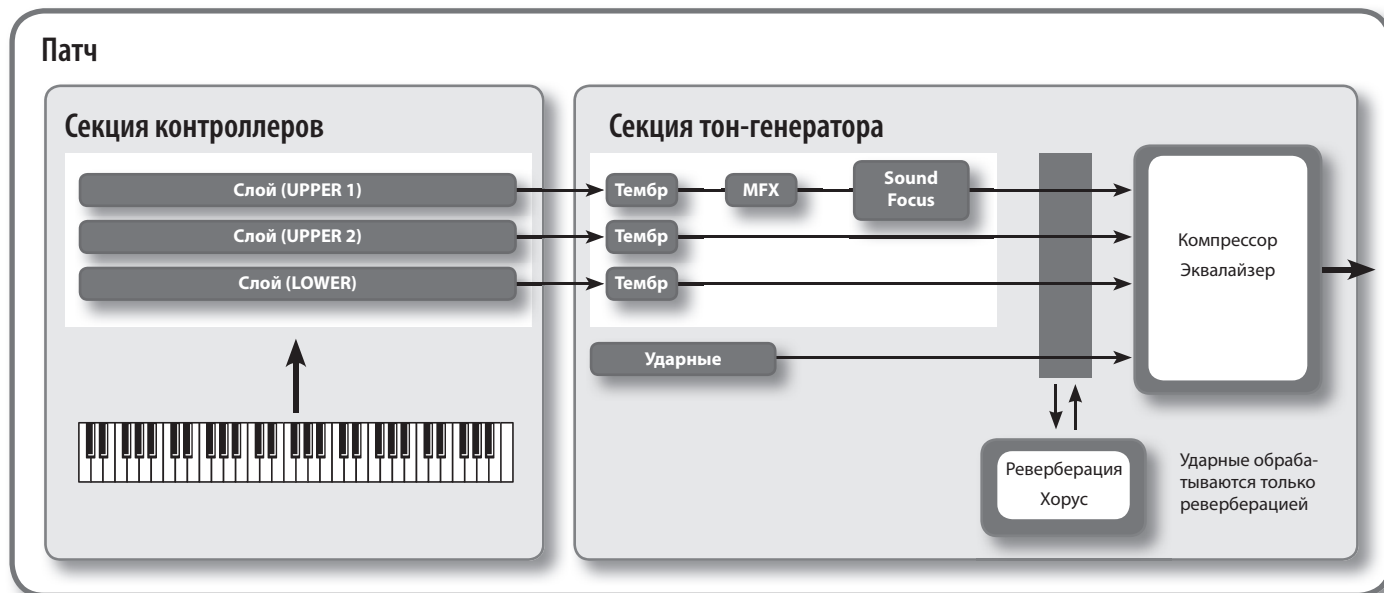 Патч
Секция контроллеров
Слой (UPPER 1)
Слой (UPPER 2)
Слой (LOWER)
Секция тон-генератора
Тембр
MFX
Sound
Focus
Тембр
Тембр
Ударные
Компрессор
Эквалайзер
Реверберация
Хорус
Ударные обраба-
тываются только
реверберацией